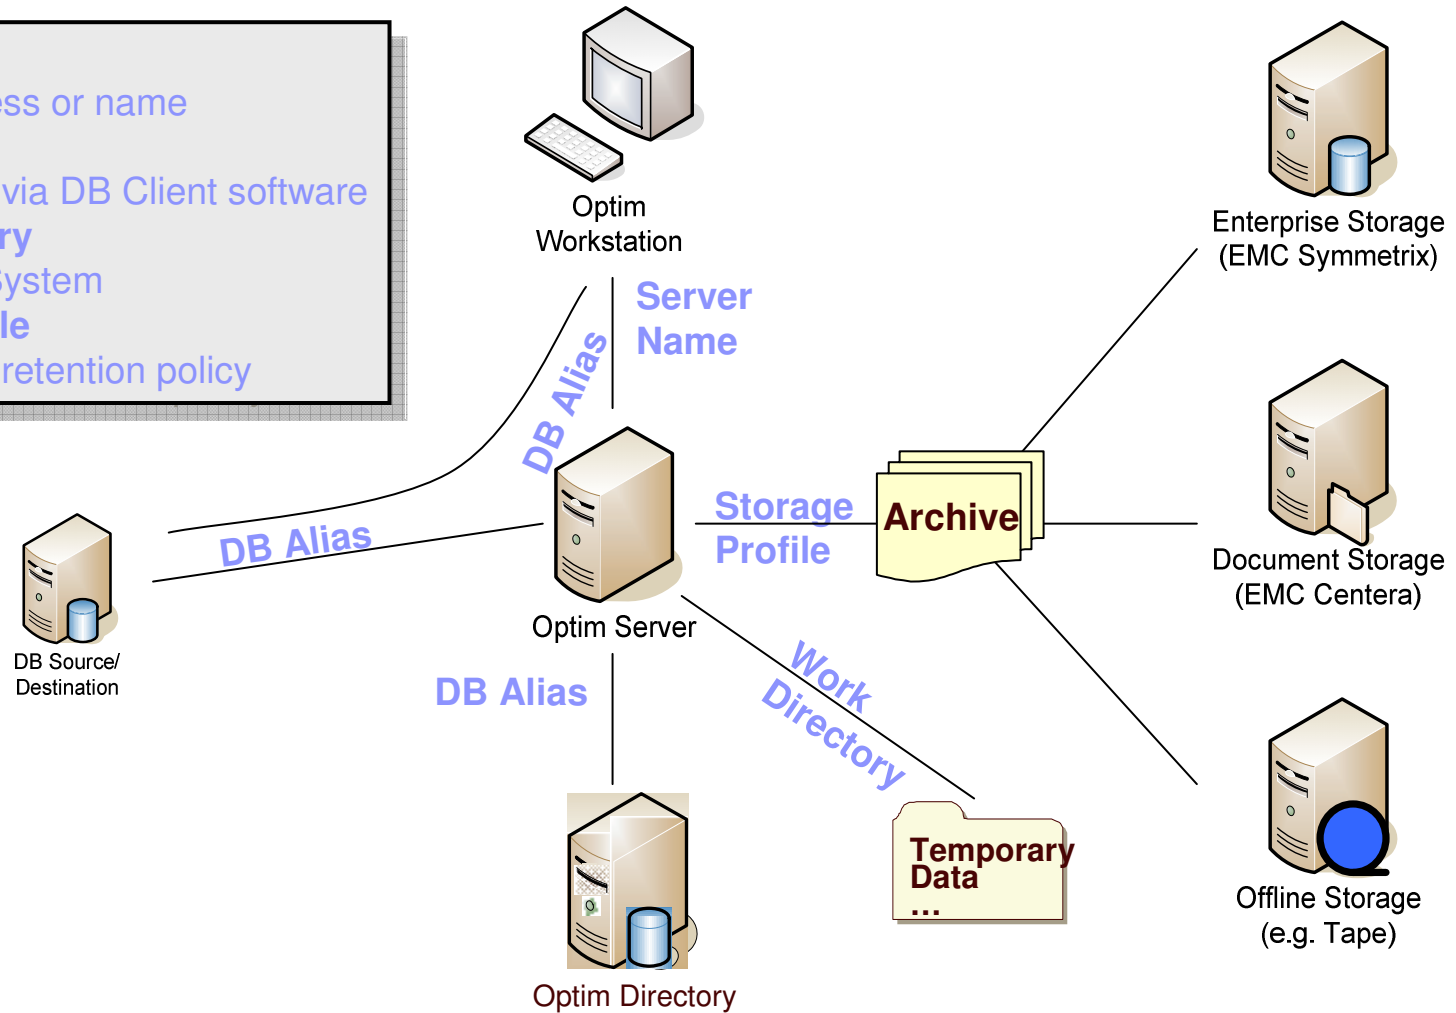 ess or name
via DB Client software
ry
System
le
retention policy
Optim
Workstation
Server
Name
DB Alias
DB Alias
DB Source/
Destination
Optim Server
DB Alias
Storage
Profile
Archive
Work
Directory
Temporary
Data
...
Optim Directory
Enterprise Storage
(EMC Symmetrix)
Document Storage
(EMC Centera)
Offline Storage
(e.g. Tape)